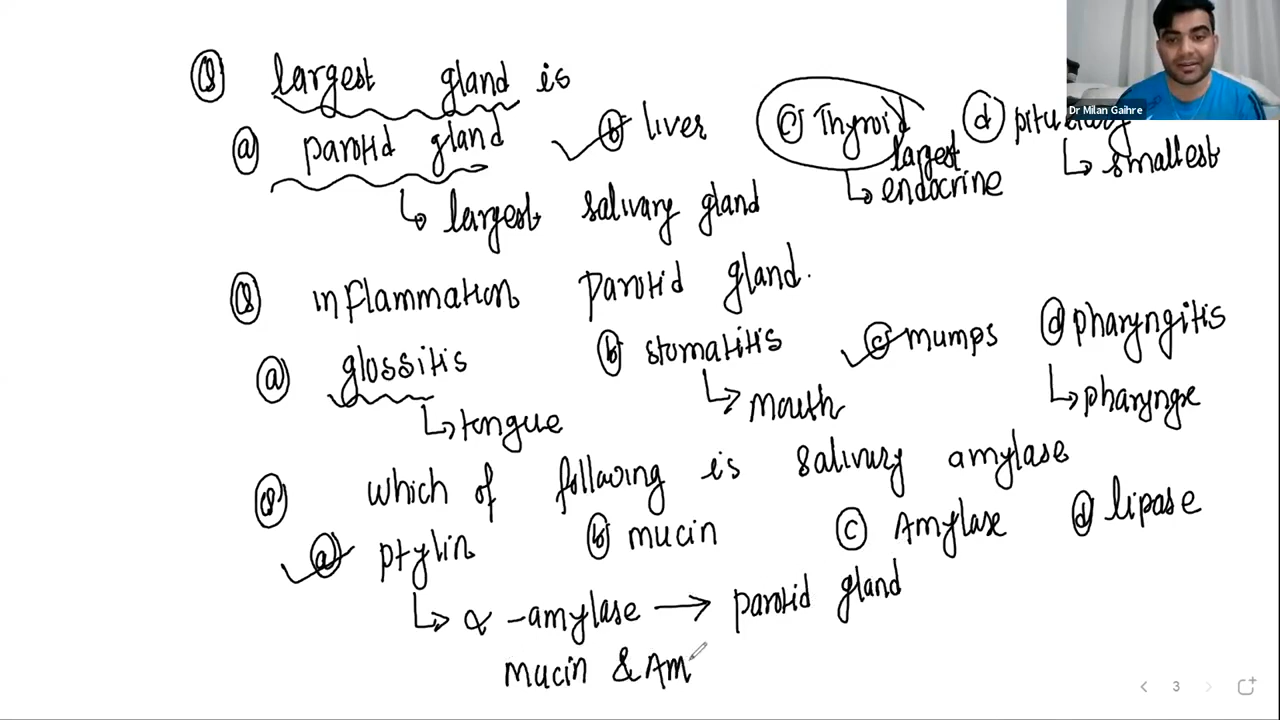 Q largest gland is
a parotid gland b liver c Thyroid d pituitary
largest salivary gland largest endocrine smallest
Q inflammation parotid gland.
a glossitis b stomatitis c mumps d pharyngitis
tongue mouth pharynx
Q which of following is salivary amylase
a ptylin b mucin c Amylase d lipase
α-amylase → parotid gland
mucin & Am
Dr Milan Gaihre
3